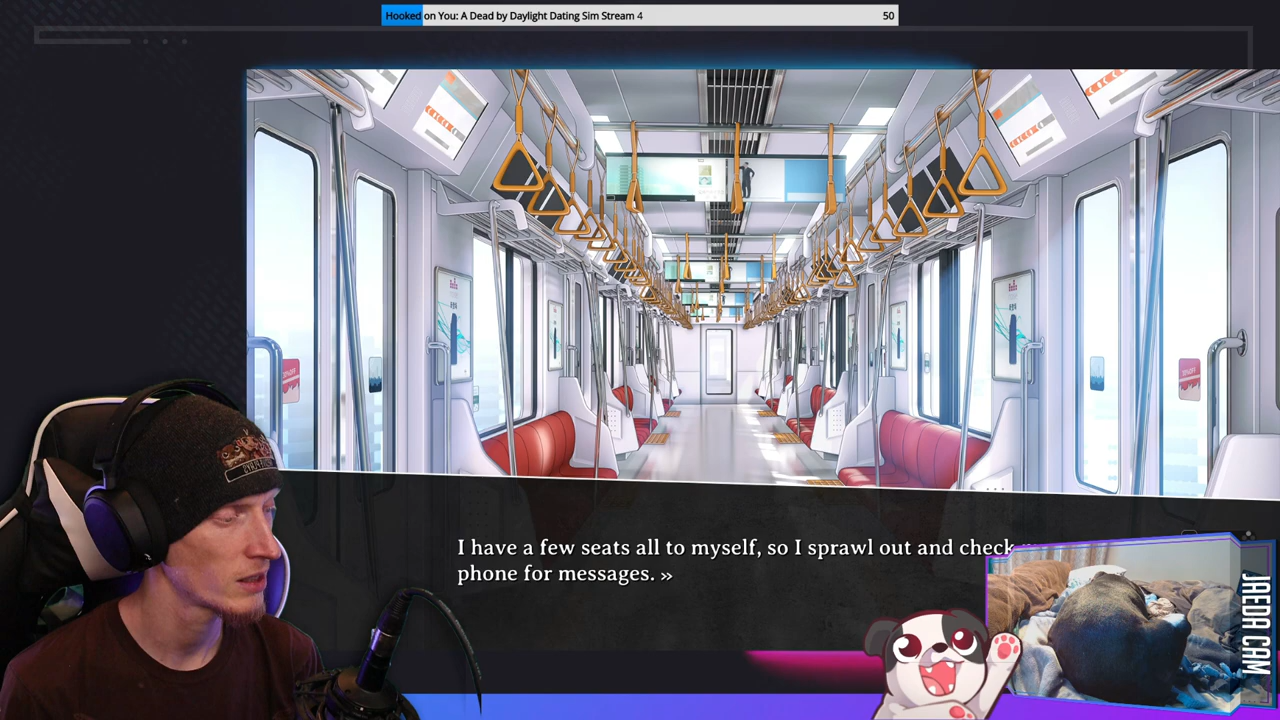 Hooked on You: A Dead by Daylight Dating Sim Stream 4 50
I have a few seats all to myself, so I sprawl out and check
phone for messages. »
JAEDA CAM